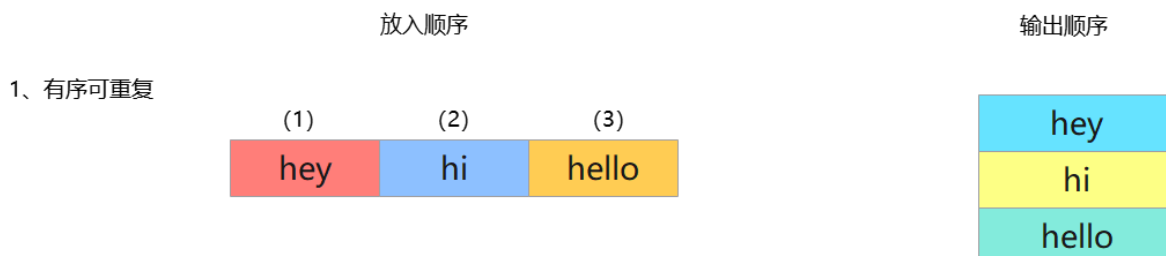 放入顺序
输出顺序
1、有序可重复
(1) (2) (3)
hey hi hello
hey
hi
hello